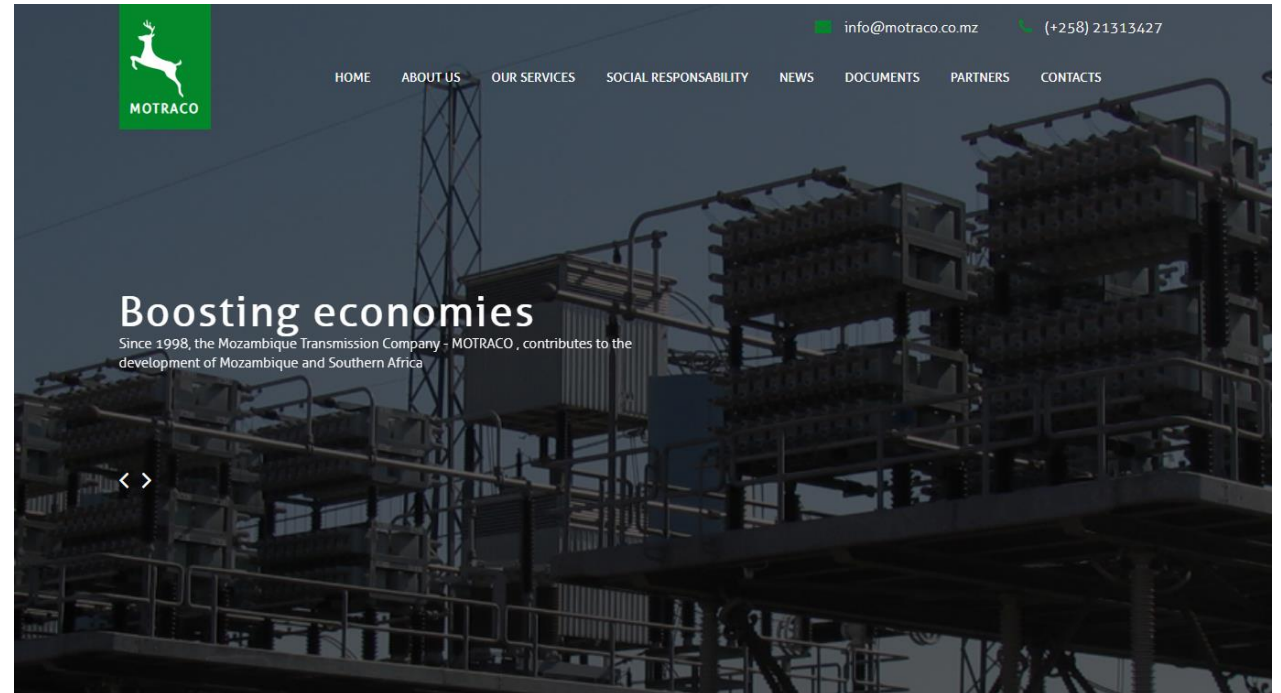 info@motraco.co.mz (+258) 21313427
MOTRACO
HOME ABOUT US OUR SERVICES SOCIAL RESPONSABILITY NEWS DOCUMENTS PARTNERS CONTACTS
Boosting economies
Since 1998, the Mozambique Transmission Company - MOTRACO , contributes to the
development of Mozambique and Southern Africa